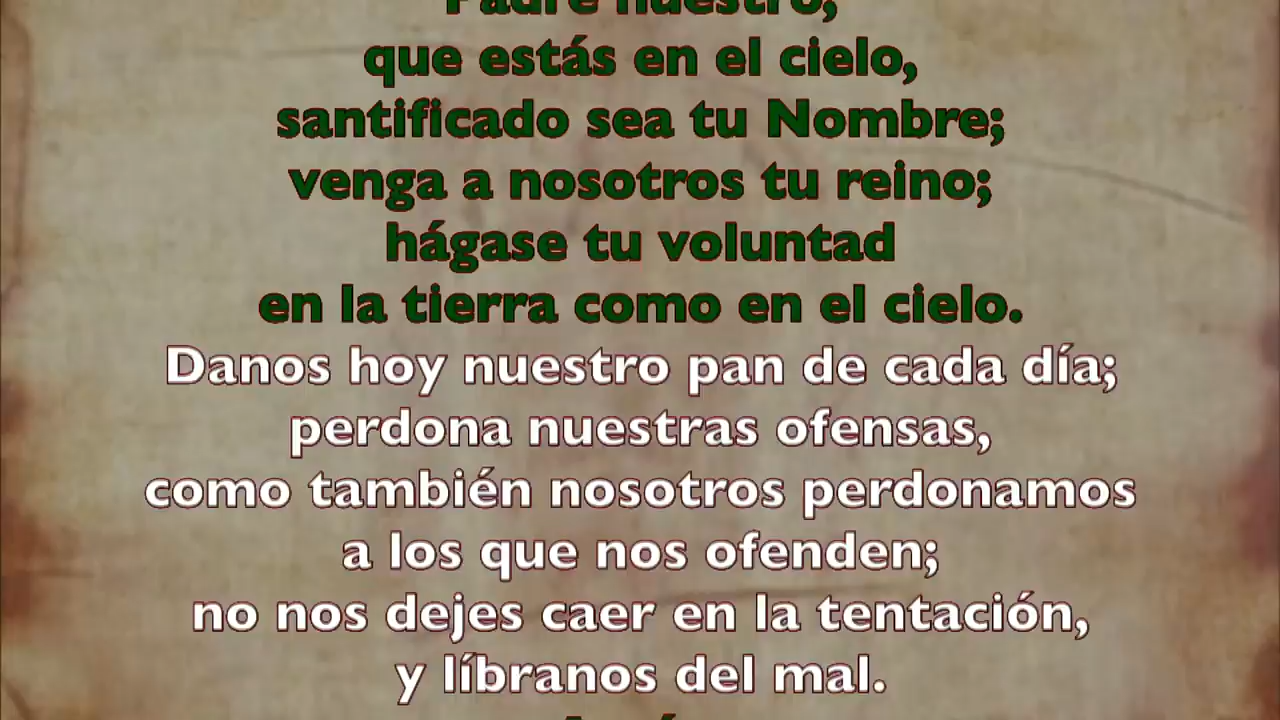 Padre nuestro,
que estás en el cielo,
santificado sea tu Nombre;
venga a nosotros tu reino;
hágase tu voluntad
en la tierra como en el cielo.
Danos hoy nuestro pan de cada día;
perdona nuestras ofensas,
como también nosotros perdonamos
a los que nos ofenden;
no nos dejes caer en la tentación,
y líbranos del mal.